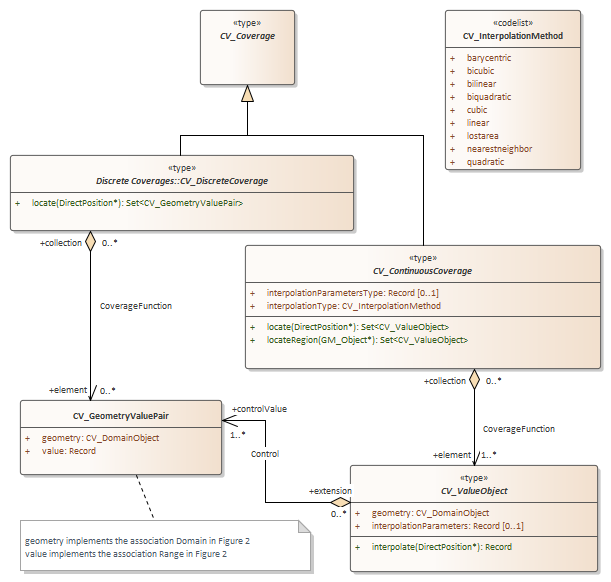 «type»
CV_Coverage
«codelist»
CV_InterpolationMethod
+ barycentric
+ bicubic
+ bilinear
+ biquadratic
+ cubic
+ linear
+ lostarea
+ nearestneighbor
+ quadratic
«type»
Discrete Coverages::CV_DiscreteCoverage
+ locate(DirectPosition*): Set<CV_GeometryValuePair>
+collection 0..*
CoverageFunction
+element 0..*
«type»
CV_ContinuousCoverage
+ interpolationParametersType: Record [0..1]
+ interpolationType: CV_InterpolationMethod
+ locate(DirectPosition*): Set<CV_ValueObject>
+ locateRegion(GM_Object*): Set<CV_ValueObject>
+collection 0..*
CoverageFunction
+element 1..*
CV_GeometryValuePair
+ geometry: CV_DomainObject
+ value: Record
+controlValue
1..*
Control
+extension
0..*
«type»
CV_ValueObject
+ geometry: CV_DomainObject
+ interpolationParameters: Record [0..1]
+ interpolate(DirectPosition*): Record
geometry implements the association Domain in Figure 2
value implements the association Range in Figure 2